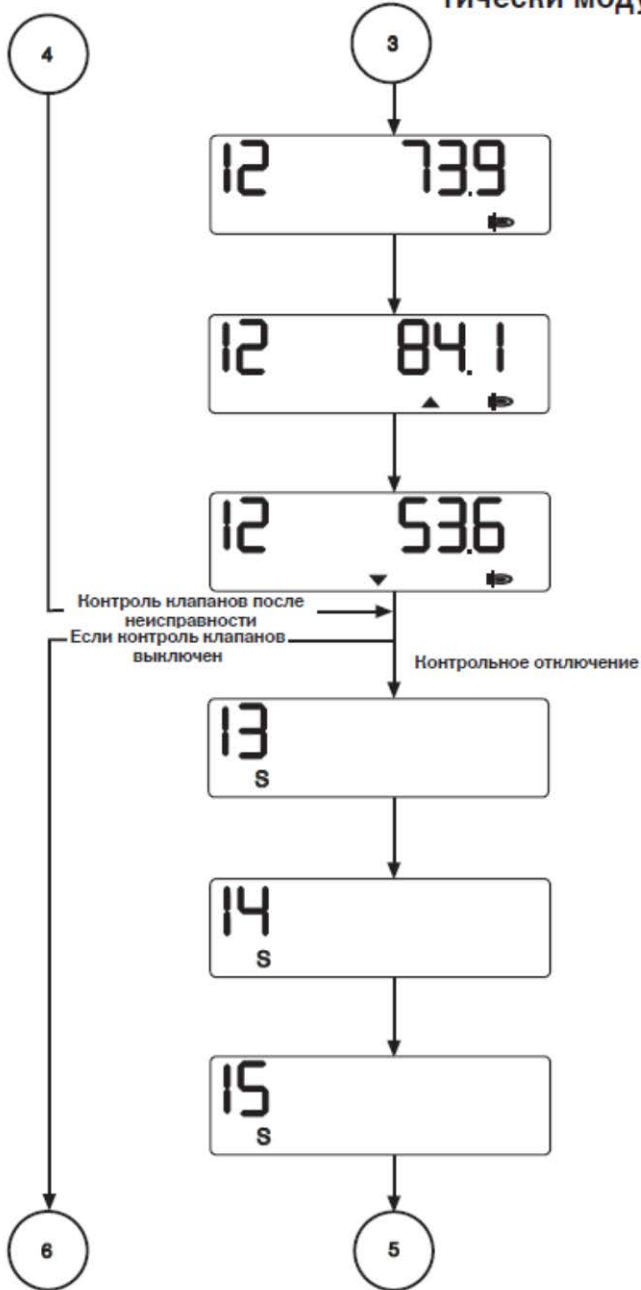 тически моду
4
3
12 73.9
12 84.1
12 53.6
Контроль клапанов после
неисправности
Если контроль клапанов
выключен
Контрольное отключение
13
S
14
S
15
S
6
5